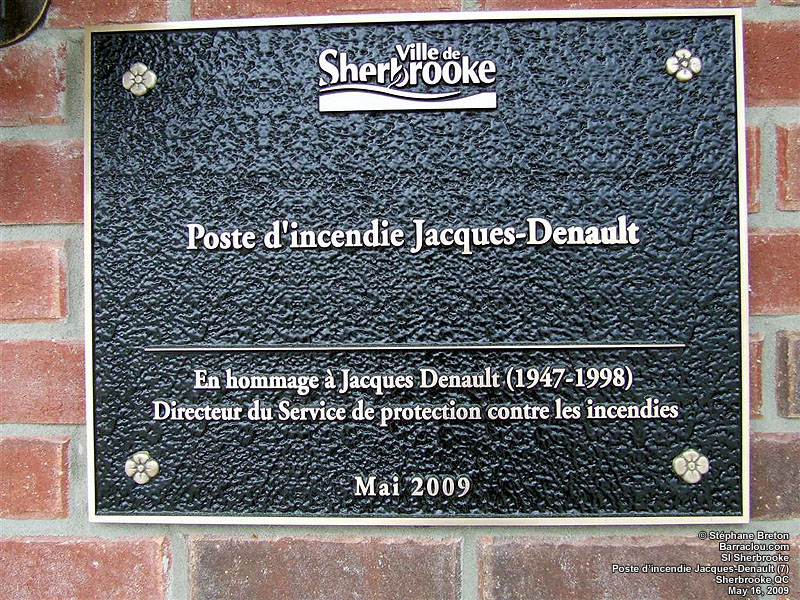 Ville de
Sherbrooke
Poste d'incendie Jacques-Denault
En hommage à Jacques Denault (1947-1998)
Directeur du Service de protection contre les incendies
Mai 2009
© Stéphane Breton
Barraclou.com
SI Sherbrooke
Poste d'incendie Jacques-Denault (7)
Sherbrooke,QC
May 16, 2009